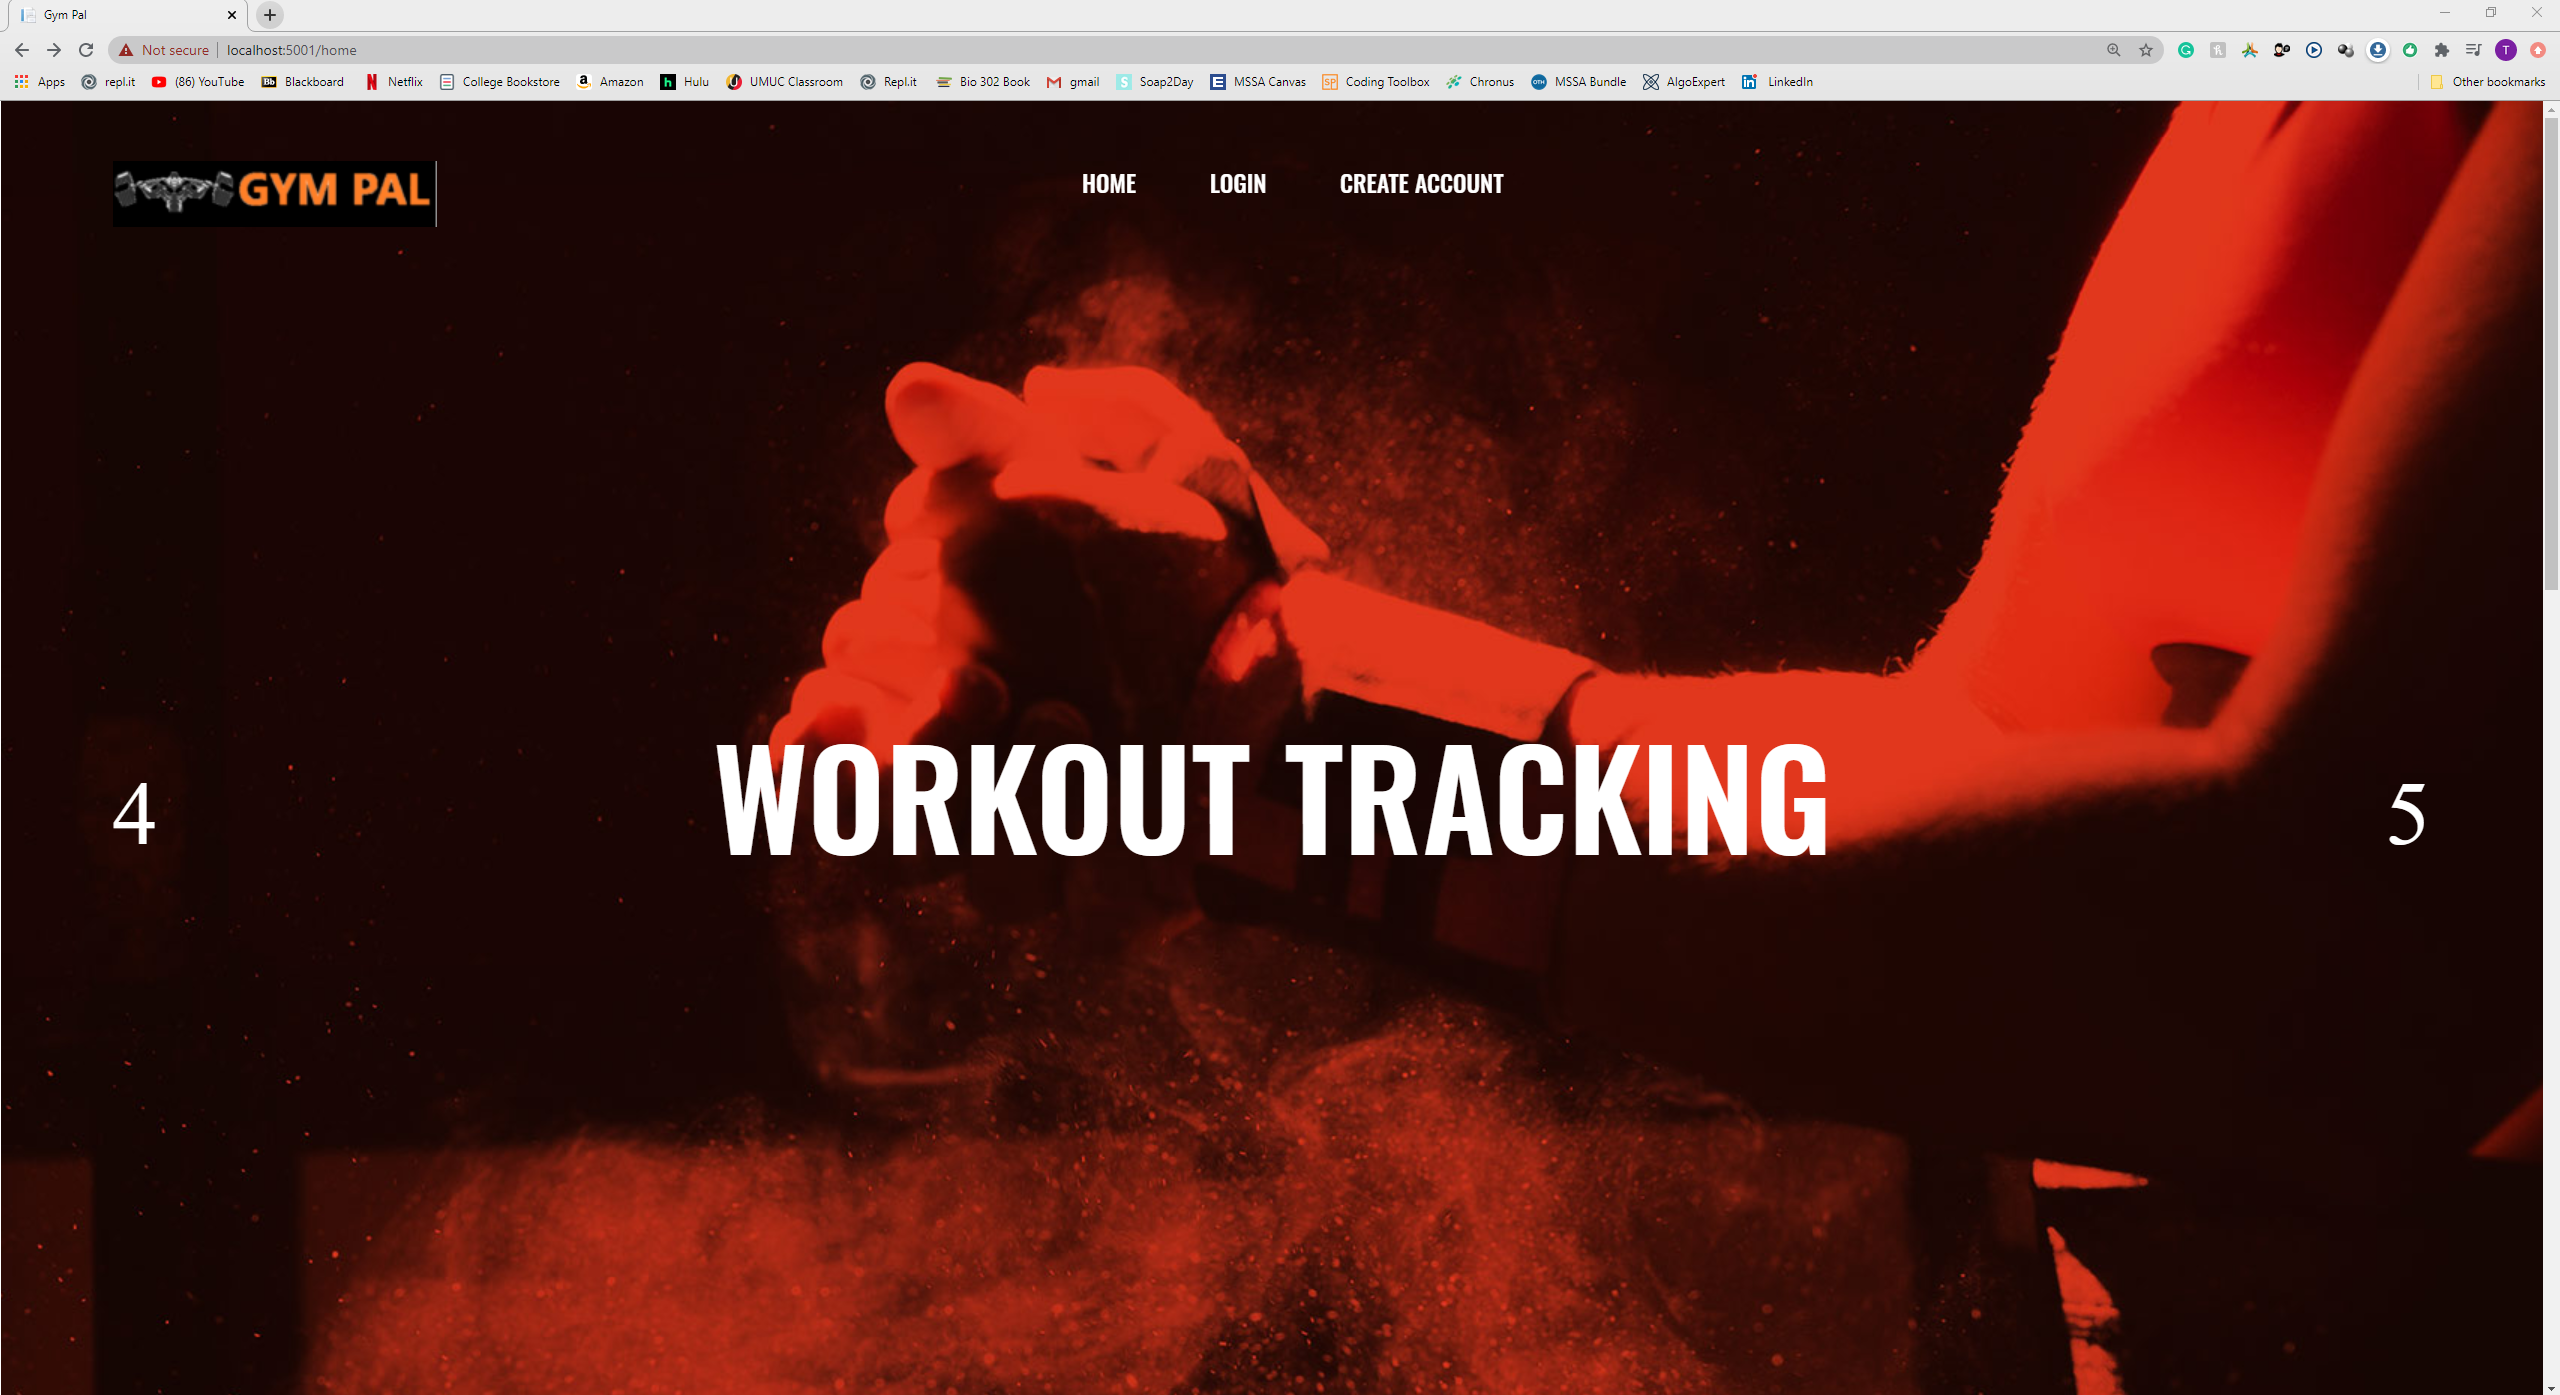 Gym Pal
Not secure localhost:5001/home
T
Apps repl.it (86) YouTube Bb Blackboard Netflix College Bookstore Amazon Hulu UMUC Classroom Repl.it Bio 302 Book gmail Soap2Day MSSA Canvas Coding Toolbox Chronus MSSA Bundle AlgoExpert LinkedIn Other bookmarks
GYM PAL
HOME LOGIN CREATE ACCOUNT
WORKOUT TRACKING
4 5